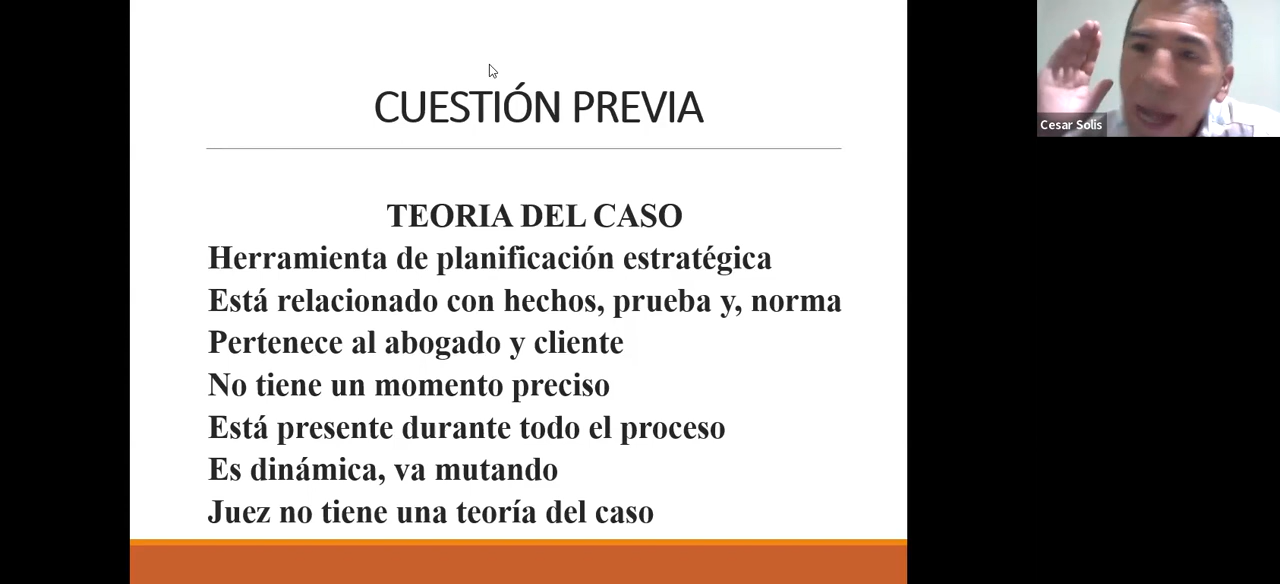 CUESTIÓN PREVIA
Cesar Solis
TEORIA DEL CASO
Herramienta de planificación estratégica
Está relacionado con hechos, prueba y, norma
Pertenece al abogado y cliente
No tiene un momento preciso
Está presente durante todo el proceso
Es dinámica, va mutando
Juez no tiene una teoría del caso